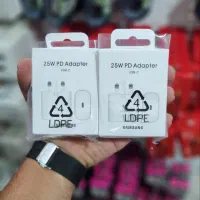 25W PD Adapter
USB-C
4
LDPE
25W PD Adapter
USB-C
4
LDPE
SAMSUNG